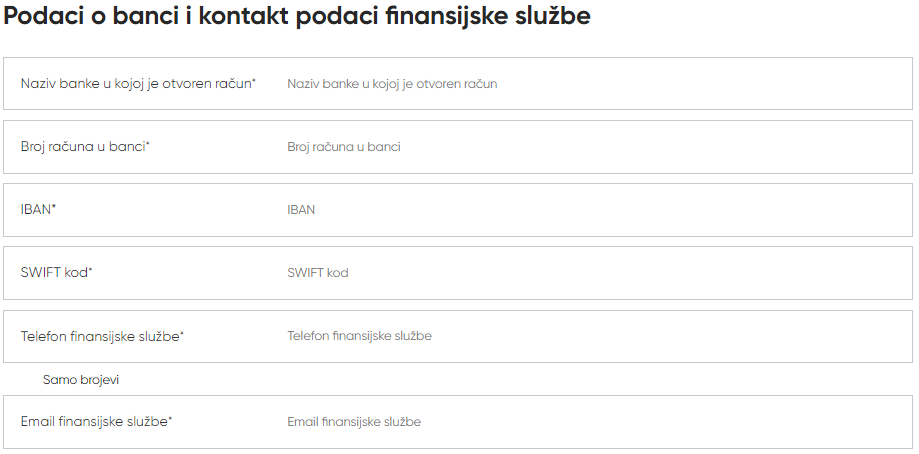 Podaci o banci i kontakt podaci finansijske službe
Naziv banke u kojoj je otvoren račun* Naziv banke u kojoj je otvoren račun
Broj računa u banci* Broj računa u banci
IBAN* IBAN
SWIFT kod* SWIFT kod
Telefon finansijske službe* Telefon finansijske službe
Samo brojevi
Email finansijske službe* Email finansijske službe